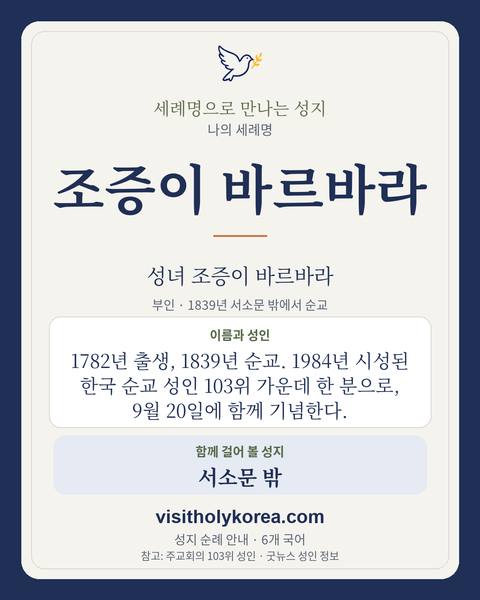 세례명으로 만나는 성지
나의 세례명
조증이 바르바라
성녀 조증이 바르바라
부인 · 1839년 서소문 밖에서 순교
이름과 성인
1782년 출생, 1839년 순교. 1984년 시성된
한국 순교 성인 103위 가운데 한 분으로,
9월 20일에 함께 기념한다.
함께 걸어 볼 성지
서소문 밖
visitholykorea.com
성지 순례 안내 · 6개 국어
참고: 주교회의 103위 성인 · 굿뉴스 성인 정보